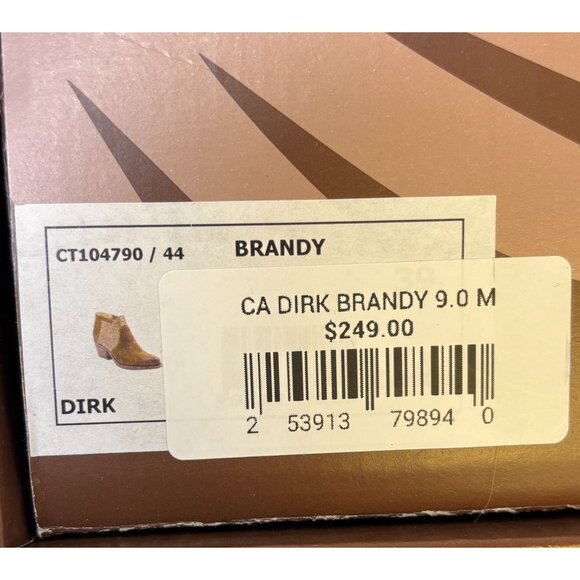 CT104790 / 44 BRANDY
CA DIRK BRANDY 9.0 M
$249.00
2 53913 79894 0
DIRK